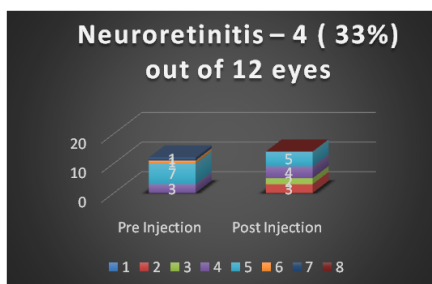 Neuroretinitis – 4 ( 33%)
out of 12 eyes
20
10
0
1
7
3
5
4
2
3
Pre Injection
Post Injection
1 2 3 4 5 6 7 8